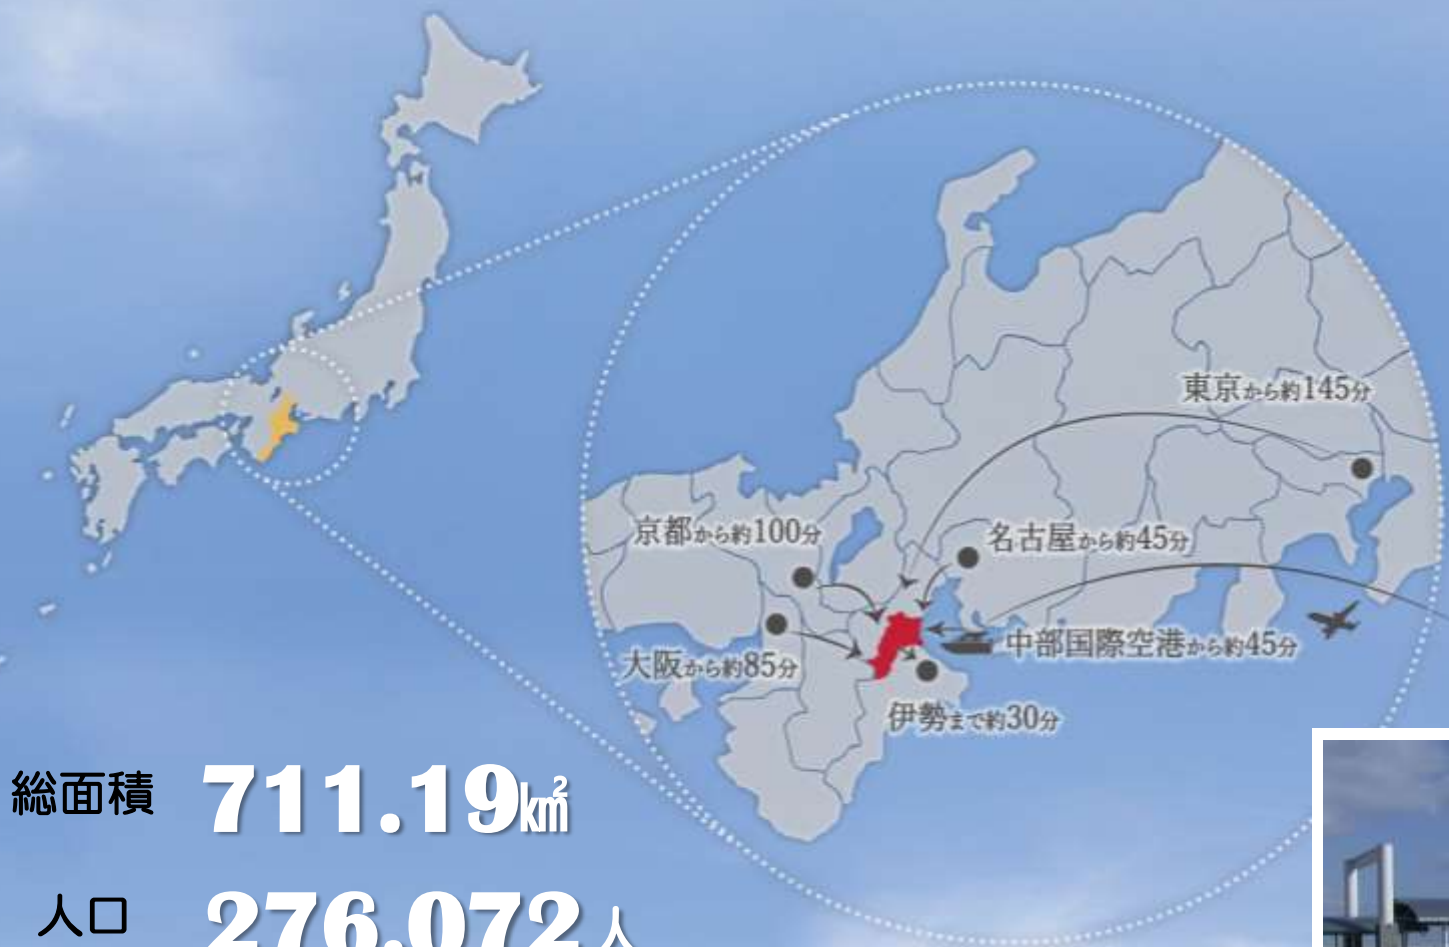 東京から約145分
京都から約100分
名古屋から約45分
中部国際空港から約45分
大阪から約85分
伊勢まで約30分
総面積 711.19㎢
人口 276,072人